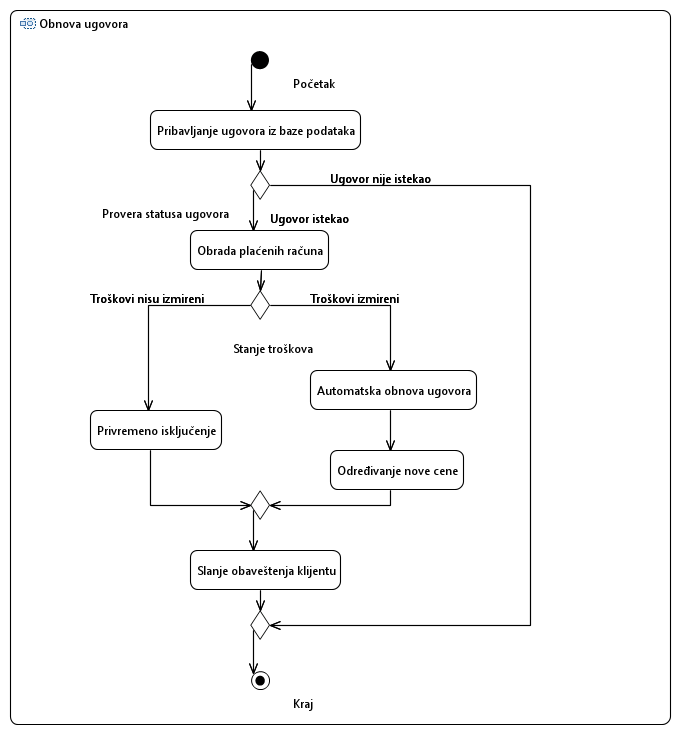 Obnova ugovora
Početak
Pribavljanje ugovora iz baze podataka
Ugovor nije istekao
Provera statusa ugovora
Ugovor istekao
Obrada plaćenih računa
Troškovi nisu izmireni
Troškovi izmireni
Stanje troškova
Automatska obnova ugovora
Privremeno isključenje
Određivanje nove cene
Slanje obaveštenja klijentu
Kraj